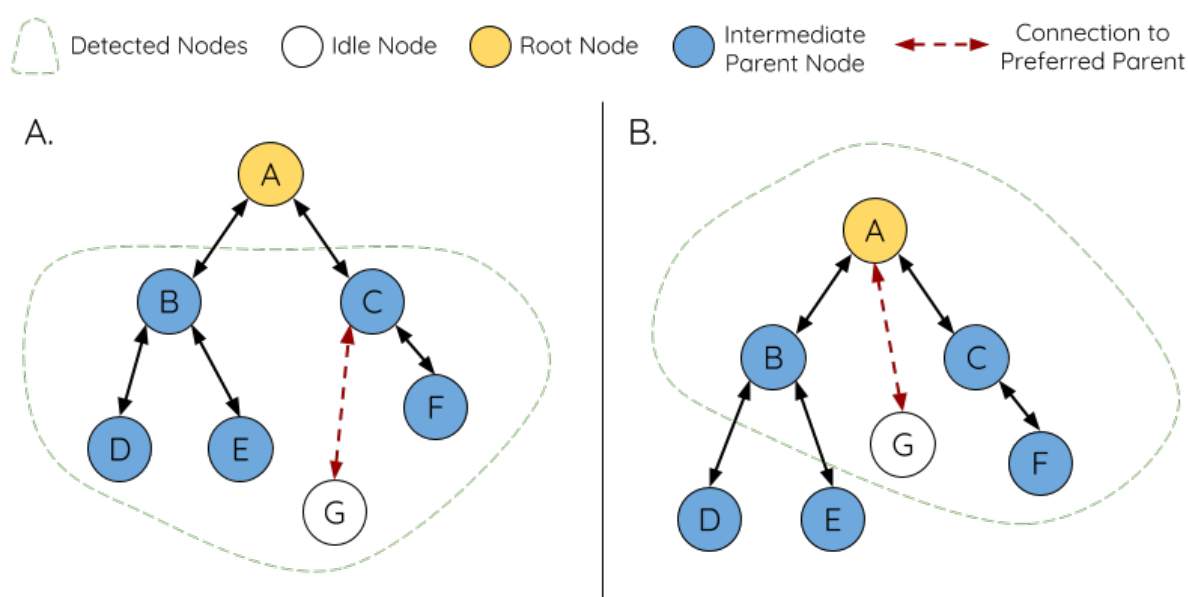 Detected Nodes
Idle Node
Root Node
Intermediate
Parent Node
Connection to
Preferred Parent
A.
A
B
C
D
E
F
G
B.
A
B
C
G
F
D
E